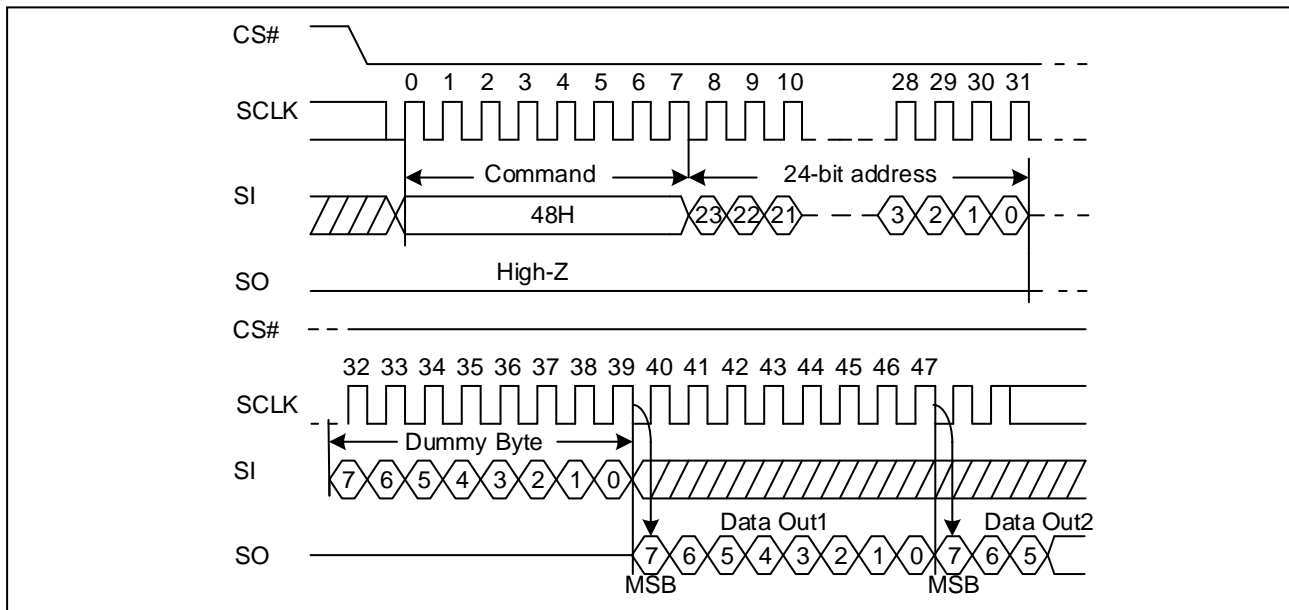 CS#
0 1 2 3 4 5 6 7 8 9 10 28 29 30 31
SCLK
Command 24-bit address
SI
48H 23 22 21 3 2 1 0
High-Z
SO
CS#
32 33 34 35 36 37 38 39 40 41 42 43 44 45 46 47
SCLK
Dummy Byte
SI
7 6 5 4 3 2 1 0
Data Out1 Data Out2
SO
7 6 5 4 3 2 1 0 7 6 5
MSB MSB